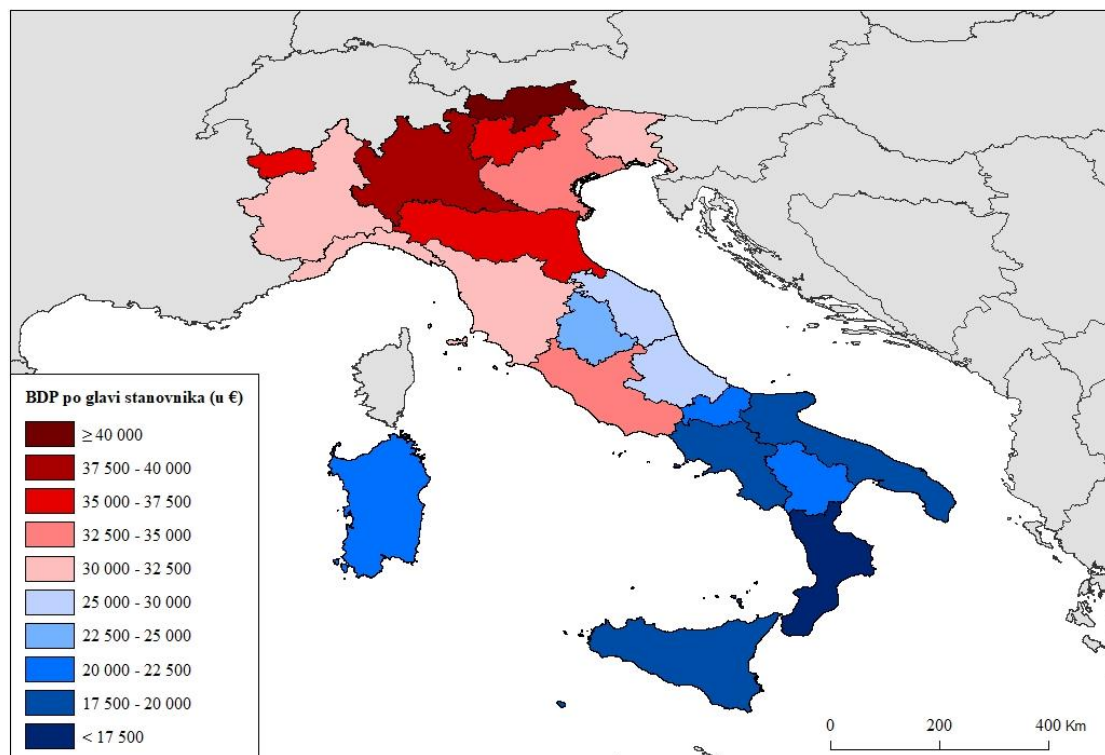 BDP po glavi stanovnika (u €)
≥ 40 000
37 500 - 40 000
35 000 - 37 500
32 500 - 35 000
30 000 - 32 500
25 000 - 30 000
22 500 - 25 000
20 000 - 22 500
17 500 - 20 000
< 17 500
0 200 400 Km